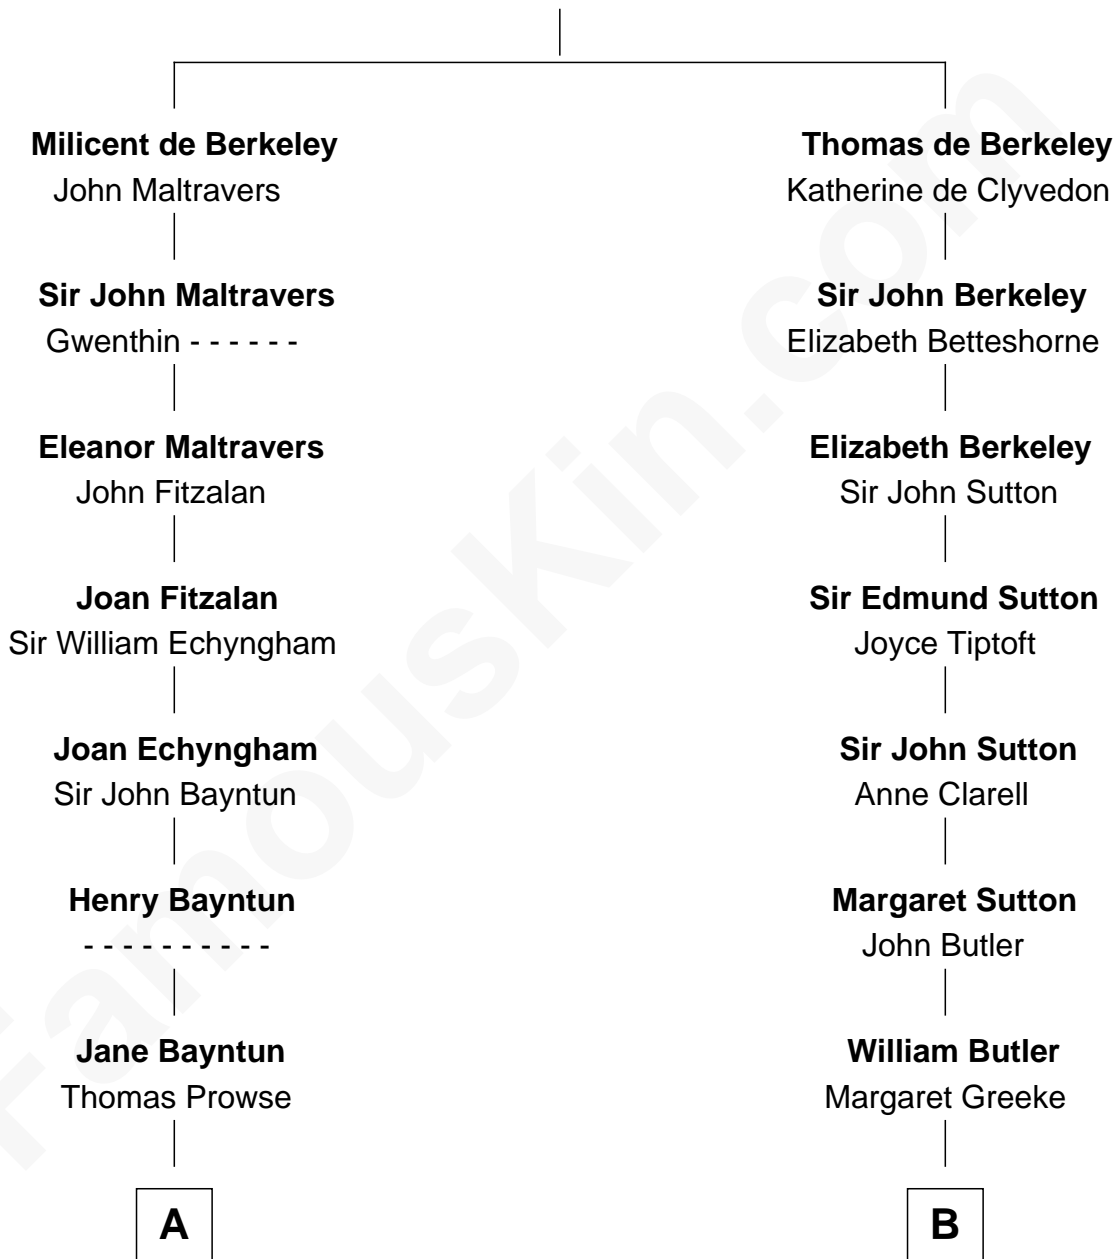 Milicent de Berkeley
John Maltravers
Sir John Maltravers
Gwenthin - - - - - -
Eleanor Maltravers
John Fitzalan
Joan Fitzalan
Sir William Echyngham
Joan Echyngham
Sir John Bayntun
Henry Bayntun
- - - - - - - - - -
Jane Bayntun
Thomas Prowse
A
Thomas de Berkeley
Katherine de Clyvedon
Sir John Berkeley
Elizabeth Betteshorne
Elizabeth Berkeley
Sir John Sutton
Sir Edmund Sutton
Joyce Tiptoft
Sir John Sutton
Anne Clarell
Margaret Sutton
John Butler
William Butler
Margaret Greeke
B
FamousKin.com